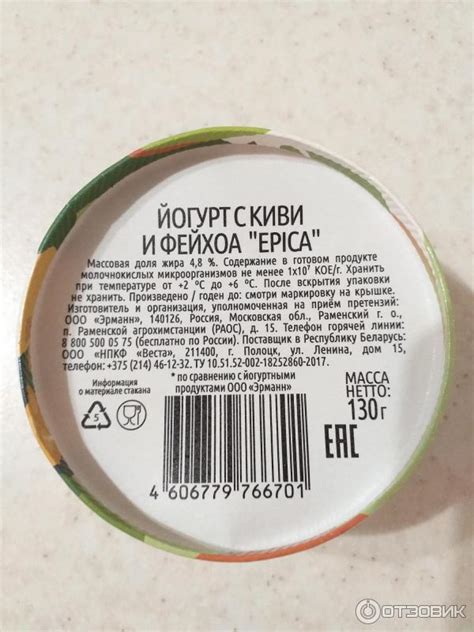 ЙОГУРТ С КИВИ
И ФЕЙХОА "EPICA"
Массовая доля жира 4,8 %. Содержание в готовом продукте
молочнокислых микроорганизмов не менее 1х10⁷ КОЕ/г. Хранить
при температуре от +2 ºС до +6 ºС. После вскрытия упаковки
не хранить. Произведено / годен до: смотри маркировку на крышке.
Изготовитель и организация, уполномоченная на приём претензий:
ООО «Эрманн», 140126, Россия, Московская обл., Раменский г. о.,
п. Раменской агрохимстанции (РАОС), д. 15. Телефон горячей линии:
8 800 500 05 75 (бесплатно по России). Поставщик в Республику Беларусь:
ООО «НПКФ «Веста», 211400, г. Полоцк, ул. Ленина, дом 15,
телефон: +375 (214) 46-12-32. ТУ 10.51.52-002-18252860-2017.
Информация
о материале стакана
* по сравнению с йогуртными
продуктами ООО «Эрманн»
МАССА
НЕТТО:
130 г
5
EAC
4 606779 766701
ОТЗОВИК